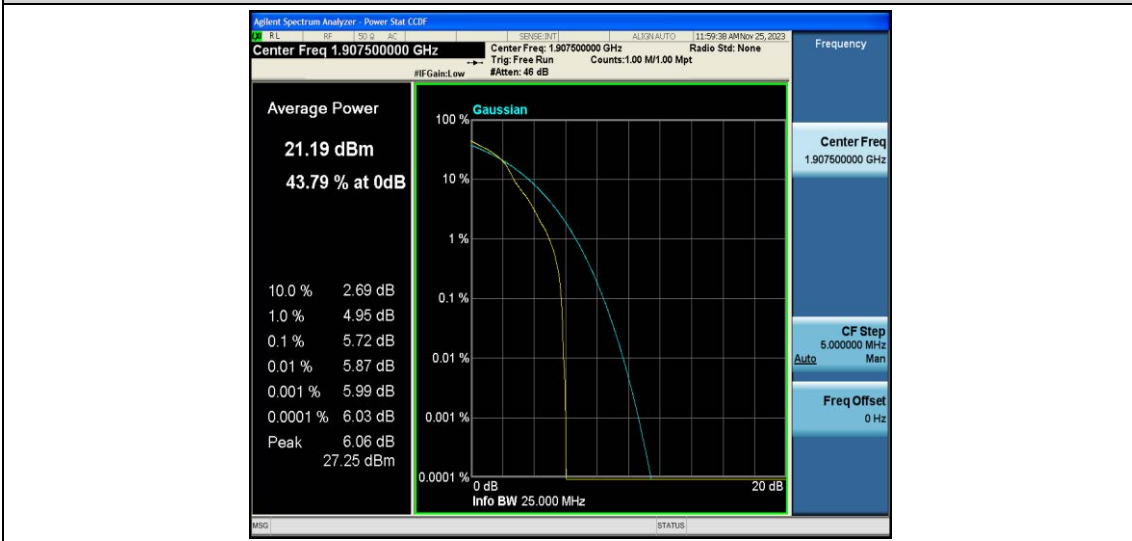 Agilent Spectrum Analyzer - Power Stat CCDF
RL RF 50 Ω AC SENSE:INT ALIGNAUTO 11:59:38 AM Nov 25, 2023
Center Freq 1.907500000 GHz
Center Freq: 1.907500000 GHz Radio Std: None
Trig: Free Run Counts:1.00 M/1.00 Mpt
#IFGain:Low #Atten: 46 dB
Frequency
Average Power
21.19 dBm
43.79 % at 0dB
10.0 % 2.69 dB
1.0 % 4.95 dB
0.1 % 5.72 dB
0.01 % 5.87 dB
0.001 % 5.99 dB
0.0001 % 6.03 dB
Peak 6.06 dB
27.25 dBm
Gaussian
100 %
10 %
1 %
0.1 %
0.01 %
0.001 %
0.0001 %
0 dB 20 dB
Info BW 25.000 MHz
Center Freq
1.907500000 GHz
CF Step
5.000000 MHz
Auto Man
Freq Offset
0 Hz
MSG STATUS